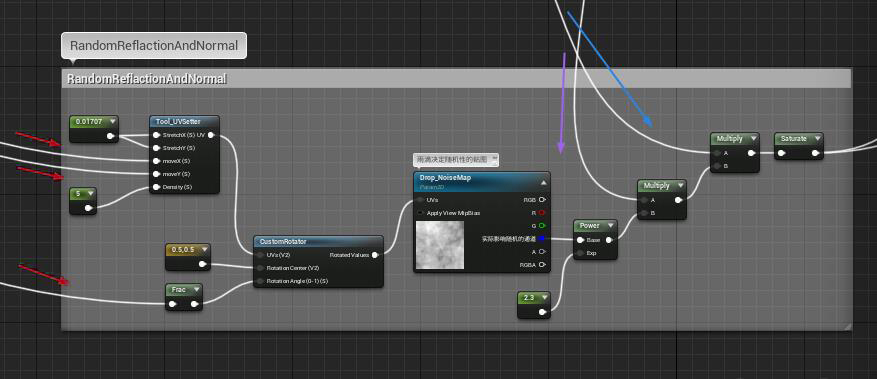 RandomReflactionAndNormal
RandomReflactionAndNormal
0.01707
Tool_UVSetter
StretchX (S) UV
StretchY (S)
moveX (S)
moveY (S)
Density (S)
5
0.5,0.5
Frac
CustomRotator
UVs (V2) RotatedValues
Rotation Center (V2)
Rotation Angle (0-1) (S)
雨滴决定随机性的贴图
Drop_NoiseMap
Param2D
UVs RGB
Apply View MipBias R
G
实际影响随机的通道
A
RGBA
2.3
Power
Base
Exp
Multiply
A
B
Multiply
A
B
Saturate